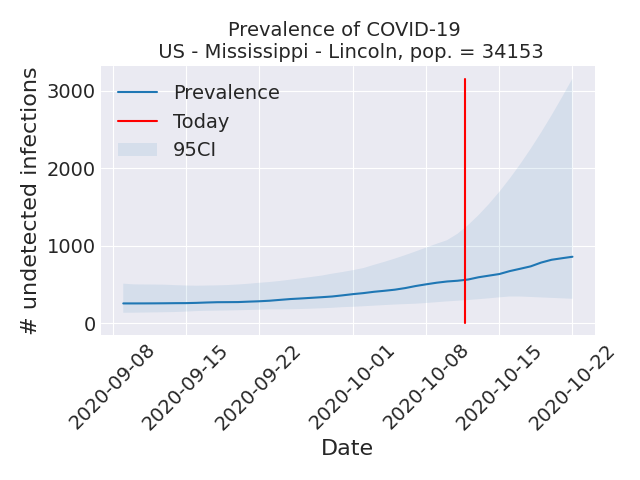 Prevalence of COVID-19
US - Mississippi - Lincoln, pop. = 34153
# undetected infections
3000
2000
1000
0
Prevalence
Today
95CI
2020-09-08
2020-09-15
2020-09-22
2020-10-01
2020-10-08
2020-10-15
2020-10-22
Date